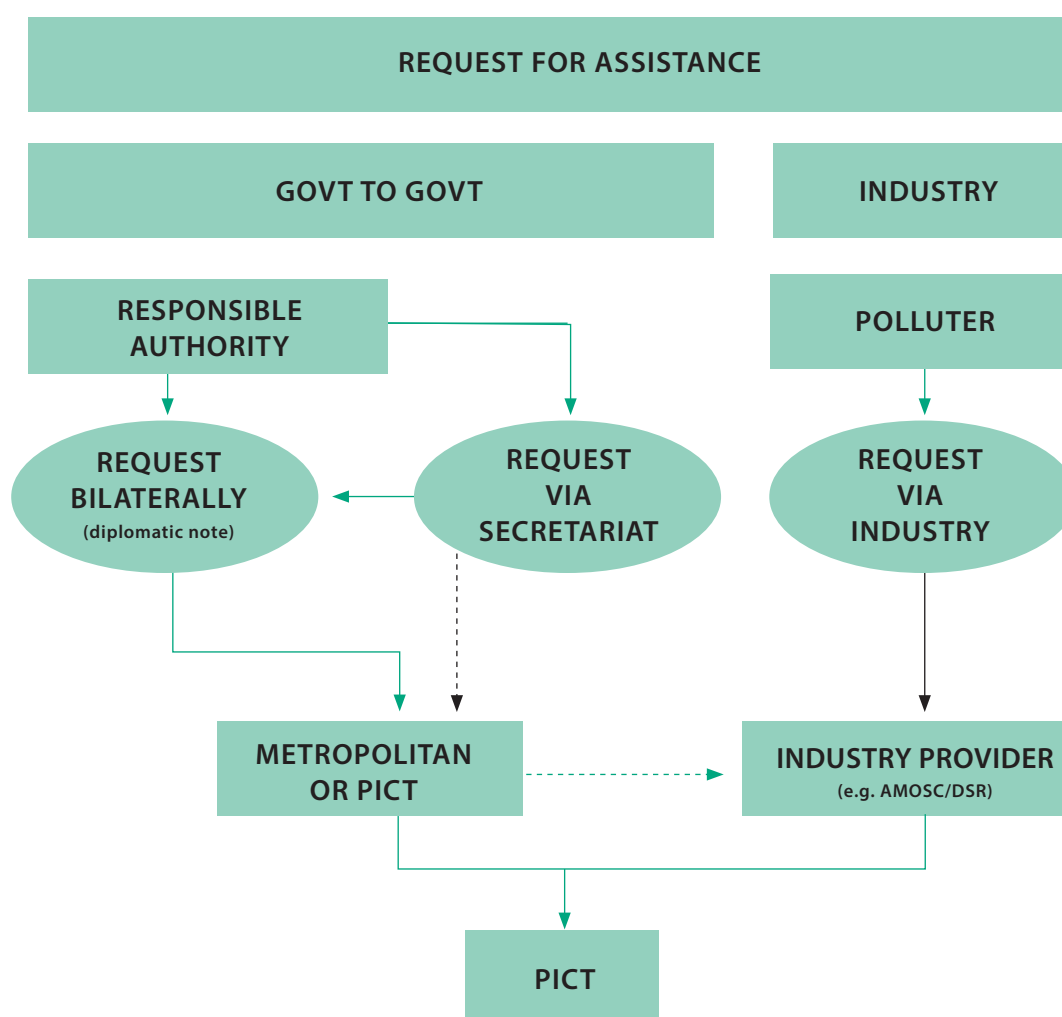 REQUEST FOR ASSISTANCE
GOVT TO GOVT
INDUSTRY
RESPONSIBLE
AUTHORITY
POLLUTER
REQUEST
BILATERALLY
(diplomatic note)
REQUEST
VIA
SECRETARIAT
REQUEST
VIA
INDUSTRY
METROPOLITAN
OR PICT
INDUSTRY PROVIDER
(e.g. AMOSC/DSR)
PICT